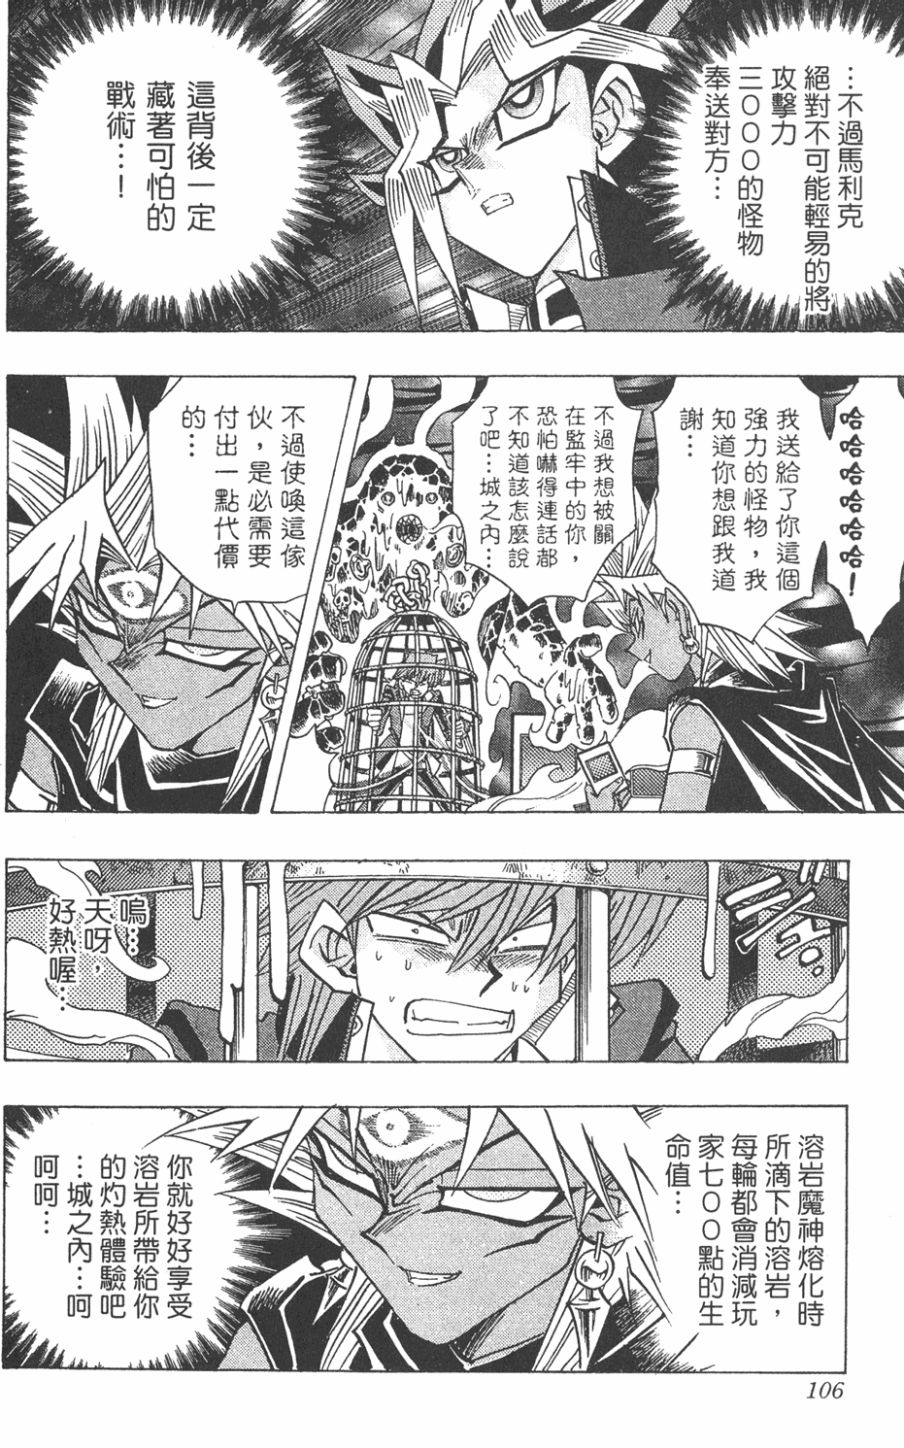 …不過馬利克
絕對不可能輕易的將
攻擊力
三000的怪物
奉送對方…
這背後一定
藏著可怕的
戰術…!
哈哈哈哈哈哈!
我送給了你這個
強力的怪物，我
知道你想跟我道
謝…
不過我想被關
在監牢中的你，
恐怕嚇得連話都
不知道該怎麼說
了吧…城之內…
不過使喚這傢
伙，是必需要
付出一點代價
的…
嗚…
天呀，
好熱喔…
溶岩魔神熔化時
所滴下的溶岩，
每輪都會消減玩
家七00點的生
命值…
你就好好享受
溶岩所帶給你
的灼熱體驗吧
…城之內…呵
呵呵…
106